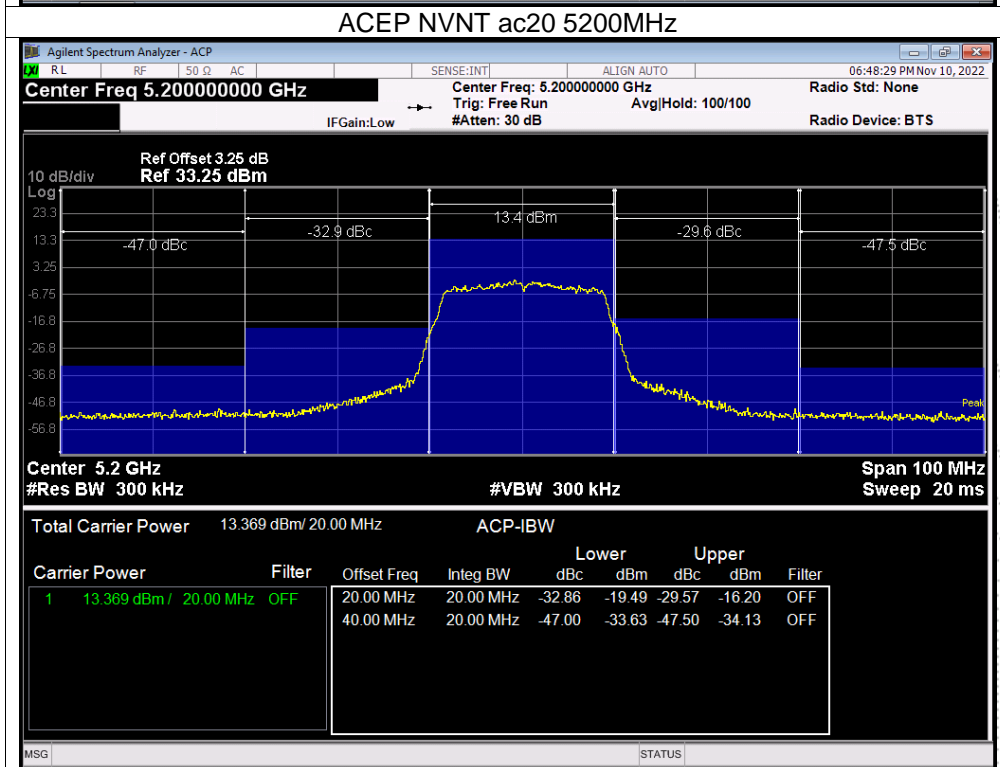 ACEP NVNT ac20 5200MHz
Agilent Spectrum Analyzer - ACP
LXI RL RF 50 Ω AC SENSE:INT ALIGN AUTO 06:48:29 PM Nov 10, 2022
Center Freq 5.200000000 GHz Center Freq: 5.200000000 GHz Radio Std: None
Trig: Free Run Avg|Hold: 100/100
IFGain:Low #Atten: 30 dB Radio Device: BTS
Ref Offset 3.25 dB
10 dB/div Ref 33.25 dBm
Log
23.3
13.4 dBm
-32.9 dBc -29.6 dBc
13.3
-47.0 dBc -47.5 dBc
3.25
-6.75
-16.8
-26.8
-36.8
-46.8
Peak
-56.8
Center 5.2 GHz Span 100 MHz
#Res BW 300 kHz #VBW 300 kHz Sweep 20 ms
Total Carrier Power 13.369 dBm/ 20.00 MHz ACP-IBW
Lower Upper
Carrier Power Filter Offset Freq Integ BW dBc dBm dBc dBm Filter
1 13.369 dBm / 20.00 MHz OFF 20.00 MHz 20.00 MHz -32.86 -19.49 -29.57 -16.20 OFF
40.00 MHz 20.00 MHz -47.00 -33.63 -47.50 -34.13 OFF
MSG STATUS